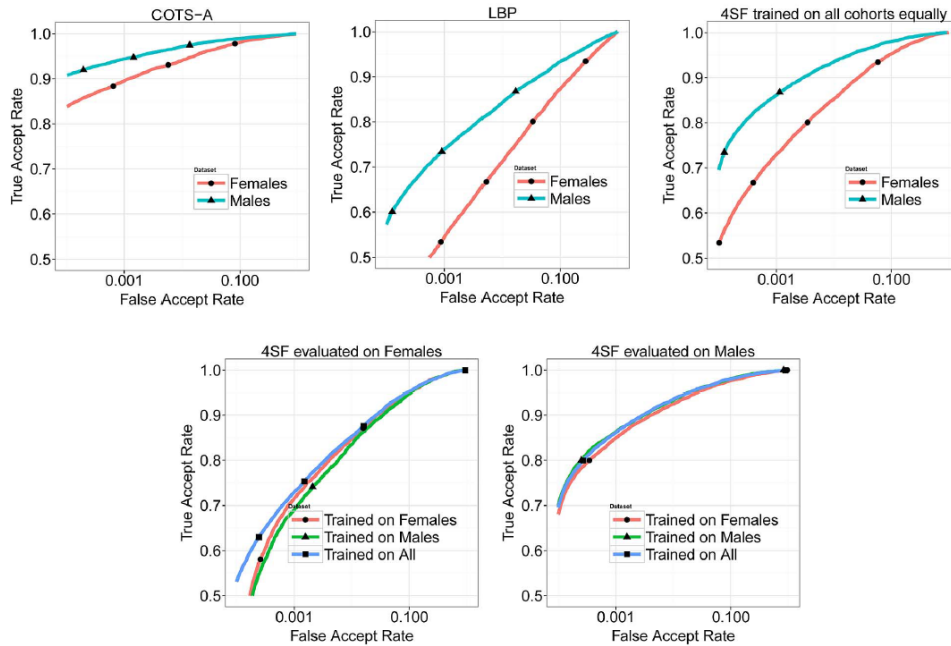 COTS-A
True Accept Rate
1.0
0.9
0.8
0.7
0.6
0.5
Dataset
Females
Males
0.001
0.100
False Accept Rate
LBP
True Accept Rate
1.0
0.9
0.8
0.7
0.6
0.5
Dataset
Females
Males
0.001
0.100
False Accept Rate
4SF trained on all cohorts equally
True Accept Rate
1.0
0.9
0.8
0.7
0.6
0.5
Dataset
Females
Males
0.001
0.100
False Accept Rate
4SF evaluated on Females
True Accept Rate
1.0
0.9
0.8
0.7
0.6
0.5
Dataset
Trained on Females
Trained on Males
Trained on All
0.001
0.100
False Accept Rate
4SF evaluated on Males
True Accept Rate
1.0
0.9
0.8
0.7
0.6
0.5
Dataset
Trained on Females
Trained on Males
Trained on All
0.001
0.100
False Accept Rate